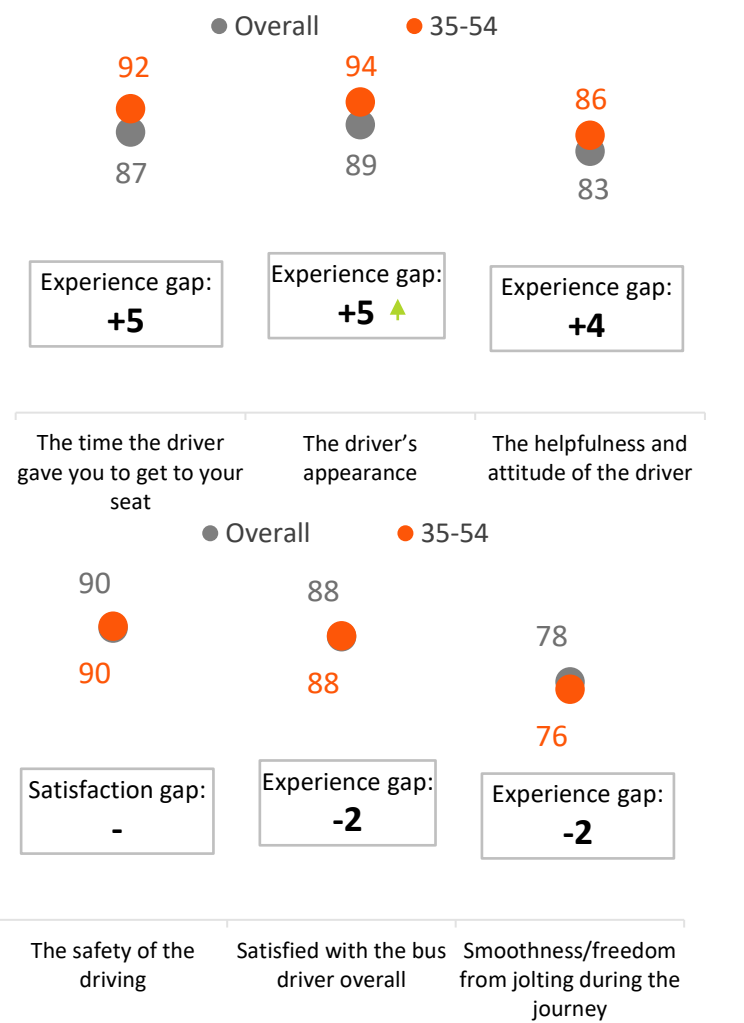 Overall 35-54
92 94 86
87 89 83
Experience gap: Experience gap: Experience gap:
+5 +5 +4
The time the driver The driver’s The helpfulness and
gave you to get to your appearance attitude of the driver
seat
Overall 35-54
90 88 78
90 88 76
Satisfaction gap: Experience gap: Experience gap:
- -2 -2
The safety of the Satisfied with the bus Smoothness/freedom
driving driver overall from jolting during the
journey